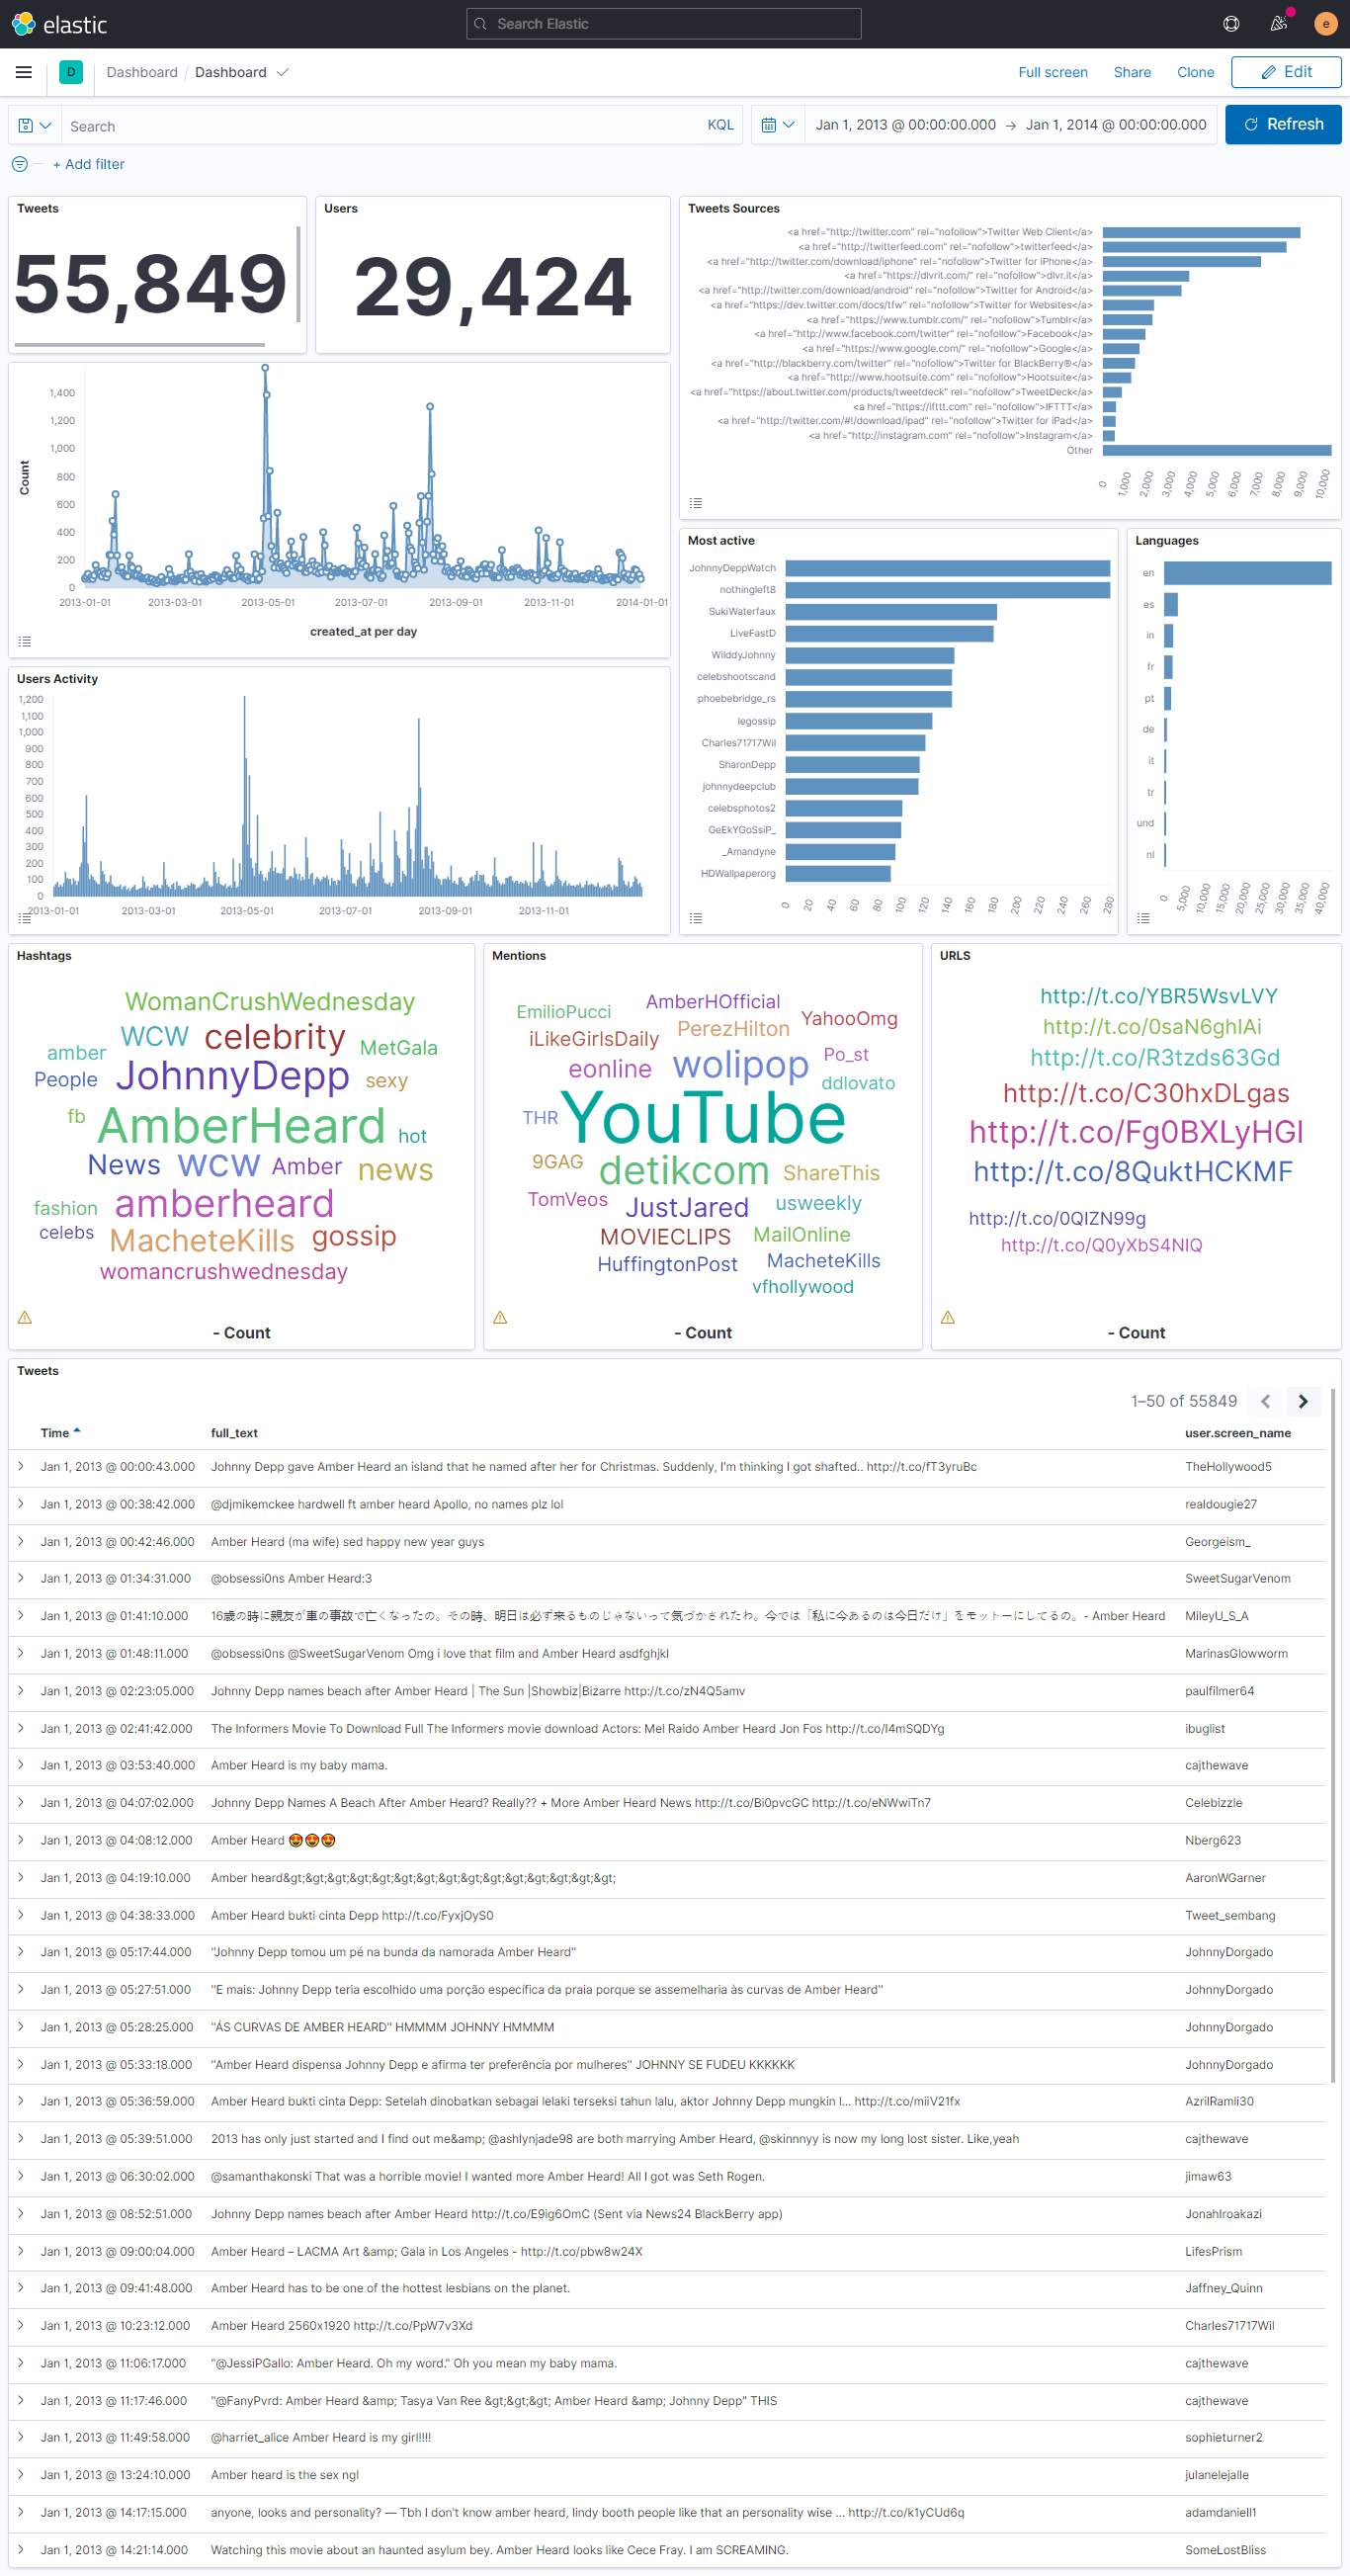 elastic
Search Elastic
e
D
Dashboard / Dashboard
Full screen
Share
Clone
Edit
Search
KQL
Jan 1, 2013 @ 00:00:00.000 → Jan 1, 2014 @ 00:00:00.000
Refresh
+ Add filter
Tweets
55,849
Users
29,424
Tweets Sources
<a href="http://twitter.com" rel="nofollow">Twitter Web Client</a>
<a href="http://twitterfeed.com" rel="nofollow">twitterfeed</a>
<a href="http://twitter.com/download/iphone" rel="nofollow">Twitter for iPhone</a>
<a href="https://dlvrit.com/" rel="nofollow">dlvr.it</a>
<a href="http://twitter.com/download/android" rel="nofollow">Twitter for Android</a>
<a href="https://dev.twitter.com/docs/tfw" rel="nofollow">Twitter for Websites</a>
<a href="https://www.tumblr.com/" rel="nofollow">Tumblr</a>
<a href="http://www.facebook.com/twitter" rel="nofollow">Facebook</a>
<a href="https://www.google.com/" rel="nofollow">Google</a>
<a href="http://blackberry.com/twitter" rel="nofollow">Twitter for BlackBerry®</a>
<a href="http://www.hootsuite.com" rel="nofollow">Hootsuite</a>
<a href="https://about.twitter.com/products/tweetdeck" rel="nofollow">TweetDeck</a>
<a href="https://ifttt.com" rel="nofollow">IFTTT</a>
<a href="http://twitter.com/#!/download/ipad" rel="nofollow">Twitter for iPad</a>
<a href="http://instagram.com" rel="nofollow">Instagram</a>
Other
0 1,000 2,000 3,000 4,000 5,000 6,000 7,000 8,000 9,000 10,000
Count
1,400
1,200
1,000
800
600
400
200
0
2013-01-01 2013-03-01 2013-05-01 2013-07-01 2013-09-01 2013-11-01 2014-01-01
created_at per day
Users Activity
1,200
1,100
1,000
900
800
700
600
500
400
300
200
100
0
2013-01-01 2013-03-01 2013-05-01 2013-07-01 2013-09-01 2013-11-01
Most active
JohnnyDeppWatch
nothingleft8
SukiWaterfaux
LiveFastD
WilddyJohnny
celebshootscand
phoebebridge_rs
legossip
Charles71717Wil
SharonDepp
johnnydeepclub
celebsphotos2
GeEkYGoSsiP_
_Amandyne
HDWallpaperorg
0 20 40 60 80 100 120 140 160 180 200 220 240 260 280
Languages
en
es
in
fr
pt
de
it
tr
und
nl
0 5,000 10,000 15,000 20,000 25,000 30,000 35,000 40,000
Hashtags
WomanCrushWednesday
WCW celebrity
amber MetGala
People JohnnyDepp sexy
fb AmberHeard hot
News WCW Amber news
fashion amberheard
celebs MacheteKills gossip
womancrushwednesday
- Count
Mentions
EmilioPucci AmberHOfficial
iLikeGirlsDaily PerezHilton YahooOmg
eonline wolipop Po_st
ddlovato
THR YouTube
9GAG detikcom ShareThis
TomVeos JustJared usweekly
MOVIECLIPS MailOnline
HuffingtonPost MacheteKills
vfhollywood
- Count
URLS
http://t.co/YBR5WsvLVY
http://t.co/0saN6ghIAi
http://t.co/R3tzds63Gd
http://t.co/C30hxDLgas
http://t.co/Fg0BXLyHGl
http://t.co/8QuktHCKMF
http://t.co/0QIZN99g
http://t.co/Q0yXbS4NIQ
- Count
Tweets
1–50 of 55849
Time full_text user.screen_name
Jan 1, 2013 @ 00:00:43.000 Johnny Depp gave Amber Heard an island that he named after her for Christmas. Suddenly, I'm thinking I got shafted.. http://t.co/fT3yruBc TheHollywood5
Jan 1, 2013 @ 00:38:42.000 @djmikemckee hardwell ft amber heard Apollo, no names plz lol realdougie27
Jan 1, 2013 @ 00:42:46.000 Amber Heard (ma wife) sed happy new year guys Georgeism_
Jan 1, 2013 @ 01:34:31.000 @obsessi0ns Amber Heard:3 SweetSugarVenom
Jan 1, 2013 @ 01:41:10.000 16歳の時に親友が車の事故で亡くなったの。その時、明日は必ず来るものじゃないって気づかされたわ。今では「私に今あるのは今日だけ」をモットーにしてるの。- Amber Heard MileyU_S_A
Jan 1, 2013 @ 01:48:11.000 @obsessi0ns @SweetSugarVenom Omg i love that film and Amber Heard asdfghjkl MarinasGlowworm
Jan 1, 2013 @ 02:23:05.000 Johnny Depp names beach after Amber Heard | The Sun |Showbiz|Bizarre http://t.co/zN4Q5amv paulfilmer64
Jan 1, 2013 @ 02:41:42.000 The Informers Movie To Download Full The Informers movie download Actors: Mel Raido Amber Heard Jon Fos http://t.co/I4mSQDYg ibuglist
Jan 1, 2013 @ 03:53:40.000 Amber Heard is my baby mama. cajthewave
Jan 1, 2013 @ 04:07:02.000 Johnny Depp Names A Beach After Amber Heard? Really?? + More Amber Heard News http://t.co/Bi0pvcGC http://t.co/eNWwiTn7 Celebizzle
Jan 1, 2013 @ 04:08:12.000 Amber Heard 😍😍😍 Nberg623
Jan 1, 2013 @ 04:19:10.000 Amber heard&gt;&gt;&gt;&gt;&gt;&gt;&gt;&gt;&gt;&gt;&gt;&gt;&gt;&gt;&gt; AaronWGarner
Jan 1, 2013 @ 04:38:33.000 Amber Heard bukti cinta Depp http://t.co/FyxjOyS0 Tweet_sembang
Jan 1, 2013 @ 05:17:44.000 "Johnny Depp tomou um pé na bunda da namorada Amber Heard" JohnnyDorgado
Jan 1, 2013 @ 05:27:51.000 "E mais: Johnny Depp teria escolhido uma porção específica da praia porque se assemelharia às curvas de Amber Heard" JohnnyDorgado
Jan 1, 2013 @ 05:28:25.000 "ÁS CURVAS DE AMBER HEARD" HMMMM JOHNNY HMMMM JohnnyDorgado
Jan 1, 2013 @ 05:33:18.000 "Amber Heard dispensa Johnny Depp e afirma ter preferência por mulheres" JOHNNY SE FUDEU KKKKKK JohnnyDorgado
Jan 1, 2013 @ 05:36:59.000 Amber Heard bukti cinta Depp: Setelah dinobatkan sebagai lelaki terseksi tahun lalu, aktor Johnny Depp mungkin l... http://t.co/miiV21fx AzrilRamli30
Jan 1, 2013 @ 05:39:51.000 2013 has only just started and I find out me&amp; @ashlynjade98 are both marrying Amber Heard, @skinnnyy is now my long lost sister. Like,yeah cajthewave
Jan 1, 2013 @ 06:30:02.000 @samanthakonski That was a horrible movie! I wanted more Amber Heard! All I got was Seth Rogen. jimaw63
Jan 1, 2013 @ 08:52:51.000 Johnny Depp names beach after Amber Heard http://t.co/E9ig6OmC (Sent via News24 BlackBerry app) JonahIroakazi
Jan 1, 2013 @ 09:00:04.000 Amber Heard – LACMA Art &amp; Gala in Los Angeles - http://t.co/pbw8w24X LifesPrism
Jan 1, 2013 @ 09:41:48.000 Amber Heard has to be one of the hottest lesbians on the planet. Jaffney_Quinn
Jan 1, 2013 @ 10:23:12.000 Amber Heard 2560x1920 http://t.co/PpW7v3Xd Charles71717Wil
Jan 1, 2013 @ 11:06:17.000 "@JessiPGallo: Amber Heard. Oh my word." Oh you mean my baby mama. cajthewave
Jan 1, 2013 @ 11:17:46.000 "@FanyPvrd: Amber Heard &amp; Tasya Van Ree &gt;&gt;&gt; Amber Heard &amp; Johnny Depp" THIS cajthewave
Jan 1, 2013 @ 11:49:58.000 @harriet_alice Amber Heard is my girl!!!! sophieturner2
Jan 1, 2013 @ 13:24:10.000 Amber heard is the sex ngl julanelejalle
Jan 1, 2013 @ 14:17:15.000 anyone, looks and personality? — Tbh I don't know amber heard, lindy booth people like that an personality wise ... http://t.co/k1yCUd6q adamdaniell1
Jan 1, 2013 @ 14:21:14.000 Watching this movie about an haunted asylum bey. Amber Heard looks like Cece Fray. I am SCREAMING. SomeLostBliss